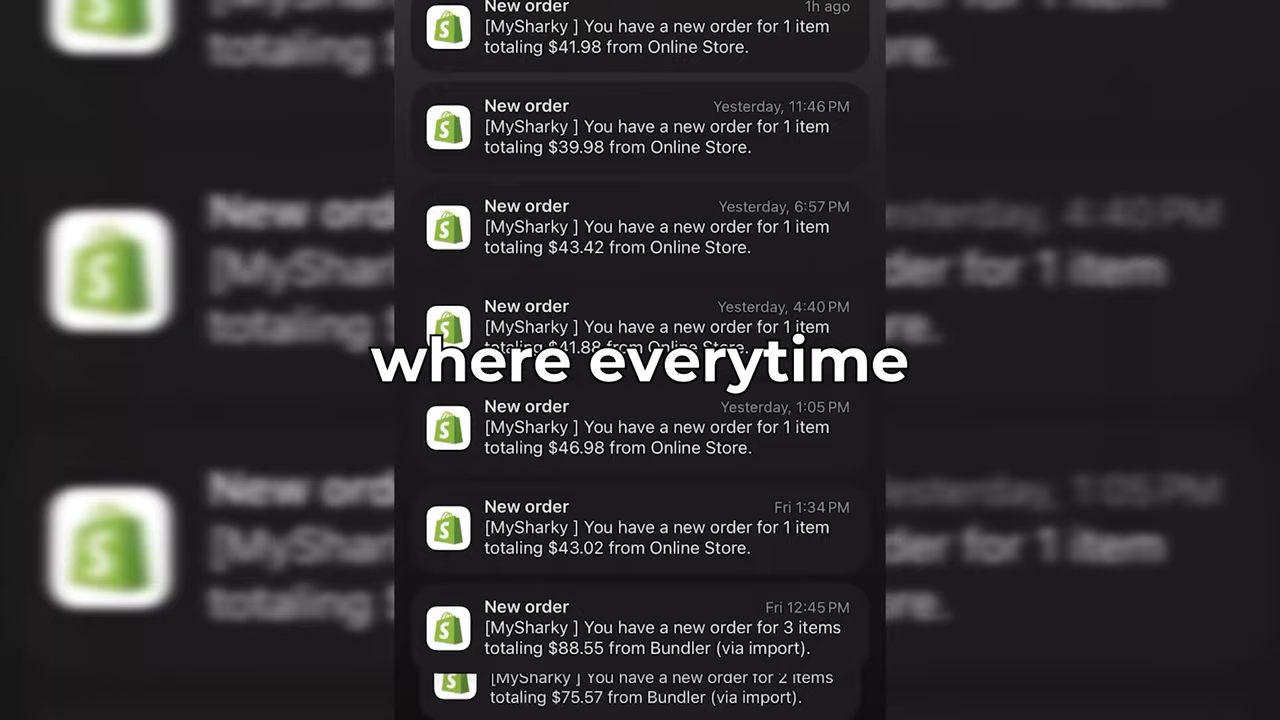 New order 1h ago
[MySharky ] You have a new order for 1 item
totaling $41.98 from Online Store.
New order Yesterday, 11:46 PM
[MySharky ] You have a new order for 1 item
totaling $39.98 from Online Store.
New order Yesterday, 6:57 PM
[MySharky ] You have a new order for 1 item
totaling $43.42 from Online Store.
New order Yesterday, 4:40 PM
[MySharky ] You have a new order for 1 item
totaling $41.88 from Online Store.
where everytime
New order Yesterday, 1:05 PM
[MySharky ] You have a new order for 1 item
totaling $46.98 from Online Store.
New order Fri 1:34 PM
[MySharky ] You have a new order for 1 item
totaling $43.02 from Online Store.
New order Fri 12:45 PM
[MySharky ] You have a new order for 3 items
totaling $88.55 from Bundler (via import).
[MySharky ] You have a new order for 2 items
totaling $75.57 from Bundler (via import).